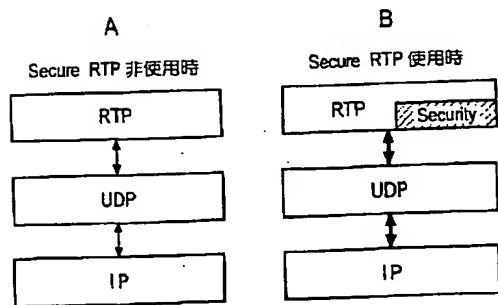 A
Secure RTP 非使用時
RTP
UDP
IP
B
Secure RTP 使用時
RTP
Security
UDP
IP